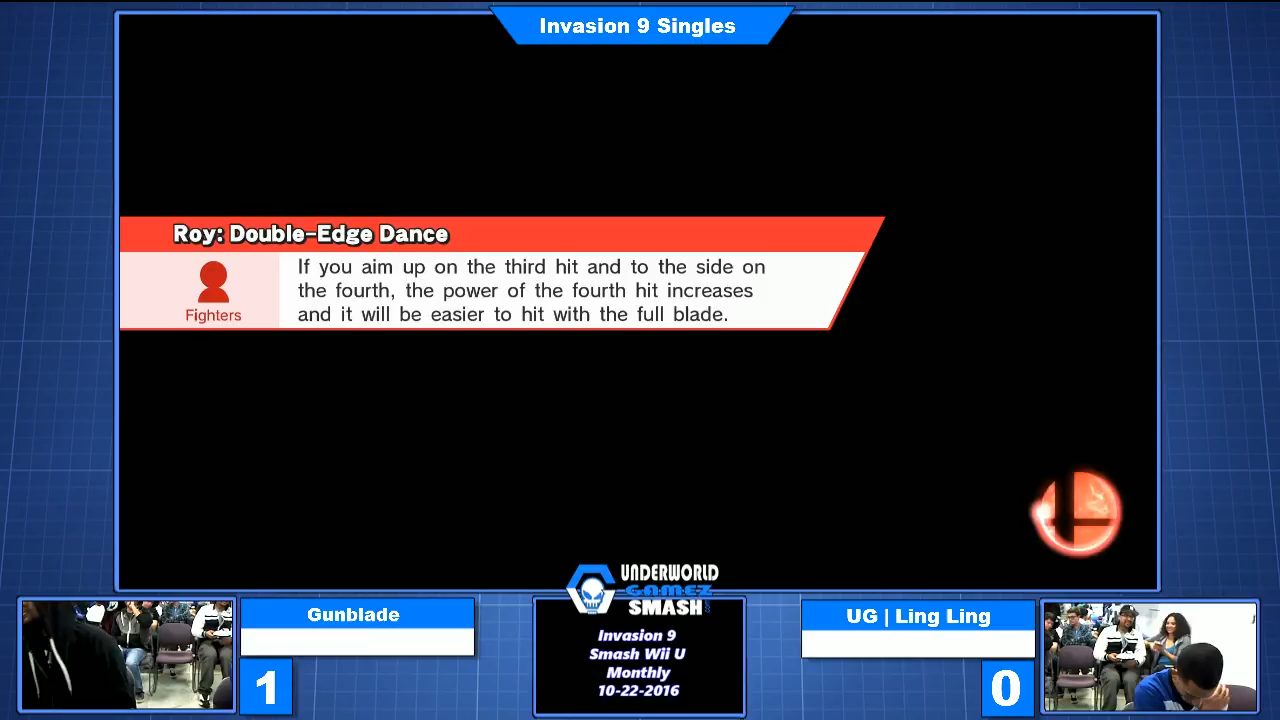 Invasion 9 Singles
Roy: Double-Edge Dance
If you aim up on the third hit and to the side on
the fourth, the power of the fourth hit increases
and it will be easier to hit with the full blade.
Fighters
UNDERWORLD
GAMEZ
SMASH
Gunblade
1
Invasion 9
Smash Wii U
Monthly
10-22-2016
UG | Ling Ling
0